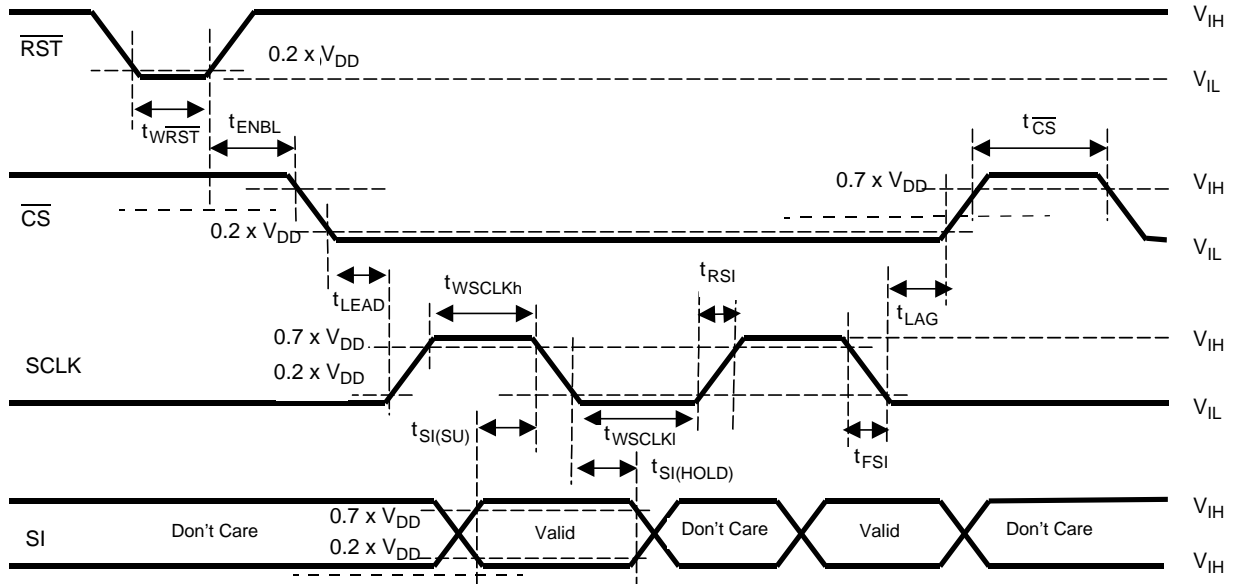 VIH
RST
0.2 x VDD
VIL
tWRST
tENBL
tCS
0.7 x VDD
VIH
CS
0.2 x VDD
VIL
tLEAD
tWSCLKh
tRSI
tLAG
0.7 x VDD
VIH
SCLK
0.2 x VDD
VIL
tSI(SU)
tWSCLKl
tFSI
tSI(HOLD)
VIH
0.7 x VDD
SI
Don't Care
Valid
Don't Care
Valid
Don't Care
0.2 x VDD
VIH